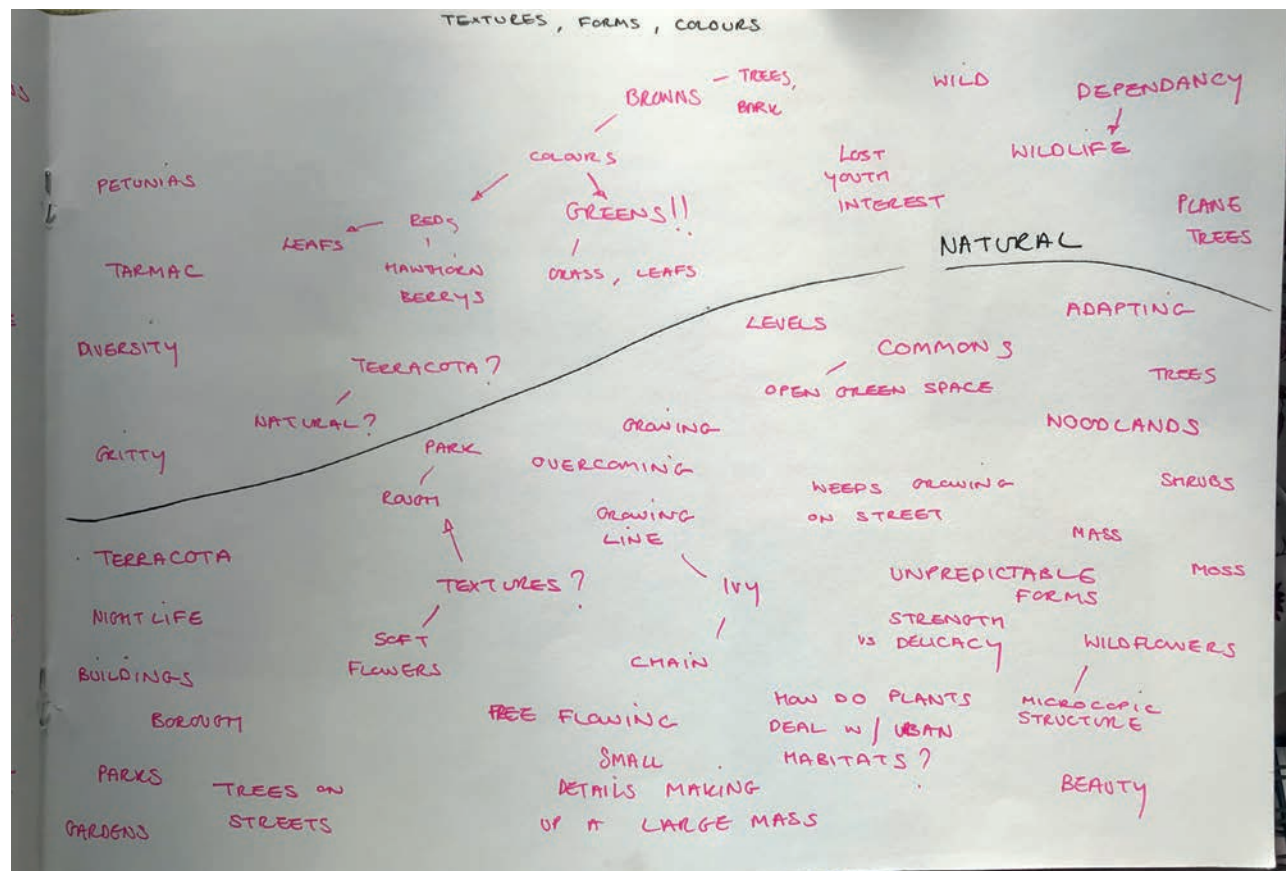 TEXTURES, FORMS, COLOURS
BROWNS - TREES,
BARK
WILD
DEPENDANCY
WILDLIFE
COLOURS
LOST
YOUTH
INTEREST
PETUNIAS
REDS
LEAFS
GREENS!!
PLANE
TREES
NATURAL
TARMAC
HAWTHORN
BERRYS
GRASS, LEAFS
DIVERSITY
TERRACOTA?
NATURAL?
GRITTY
LEVELS
ADAPTING
COMMONS
OPEN GREEN SPACE
TREES
WOODLANDS
GROWING
PARK
OVERCOMING
ROUGH
GROWING
LINE
WEEPS GROWING
ON STREET
SHRUBS
MASS
MOSS
TERRACOTA
TEXTURES?
IVY
UNPREDICTABLE
FORMS
NIGHTLIFE
SOFT
FLOWERS
CHAIN
STRENGTH
VS DELICACY
WILDFLOWERS
BUILDINGS
BOROUGH
FREE FLOWING
HOW DO PLANTS
DEAL W/ URBAN
HABITATS?
MICROCOPIC
STRUCTURE
PARKS
TREES ON
STREETS
SMALL
DETAILS MAKING
UP A LARGE MASS
BEAUTY
GARDENS